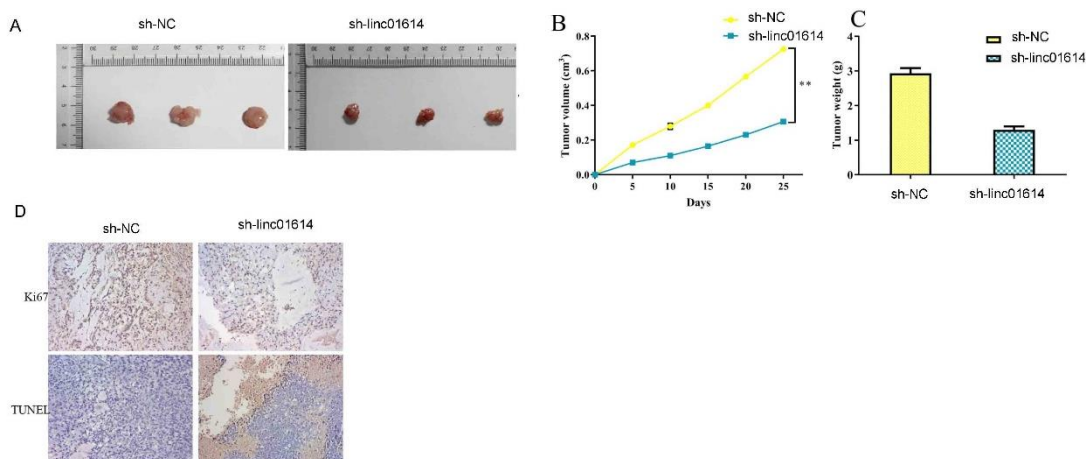 A
sh-NC
sh-linc01614
B
sh-NC
sh-linc01614
Tumor volume (cm3)
0.8
0.6
0.4
0.2
0.0
0 5 10 15 20 25
Days
**
C
sh-NC
sh-linc01614
Tumor weight (g)
4
3
2
1
0
sh-NC
sh-linc01614
D
sh-NC
sh-linc01614
Ki67
TUNEL